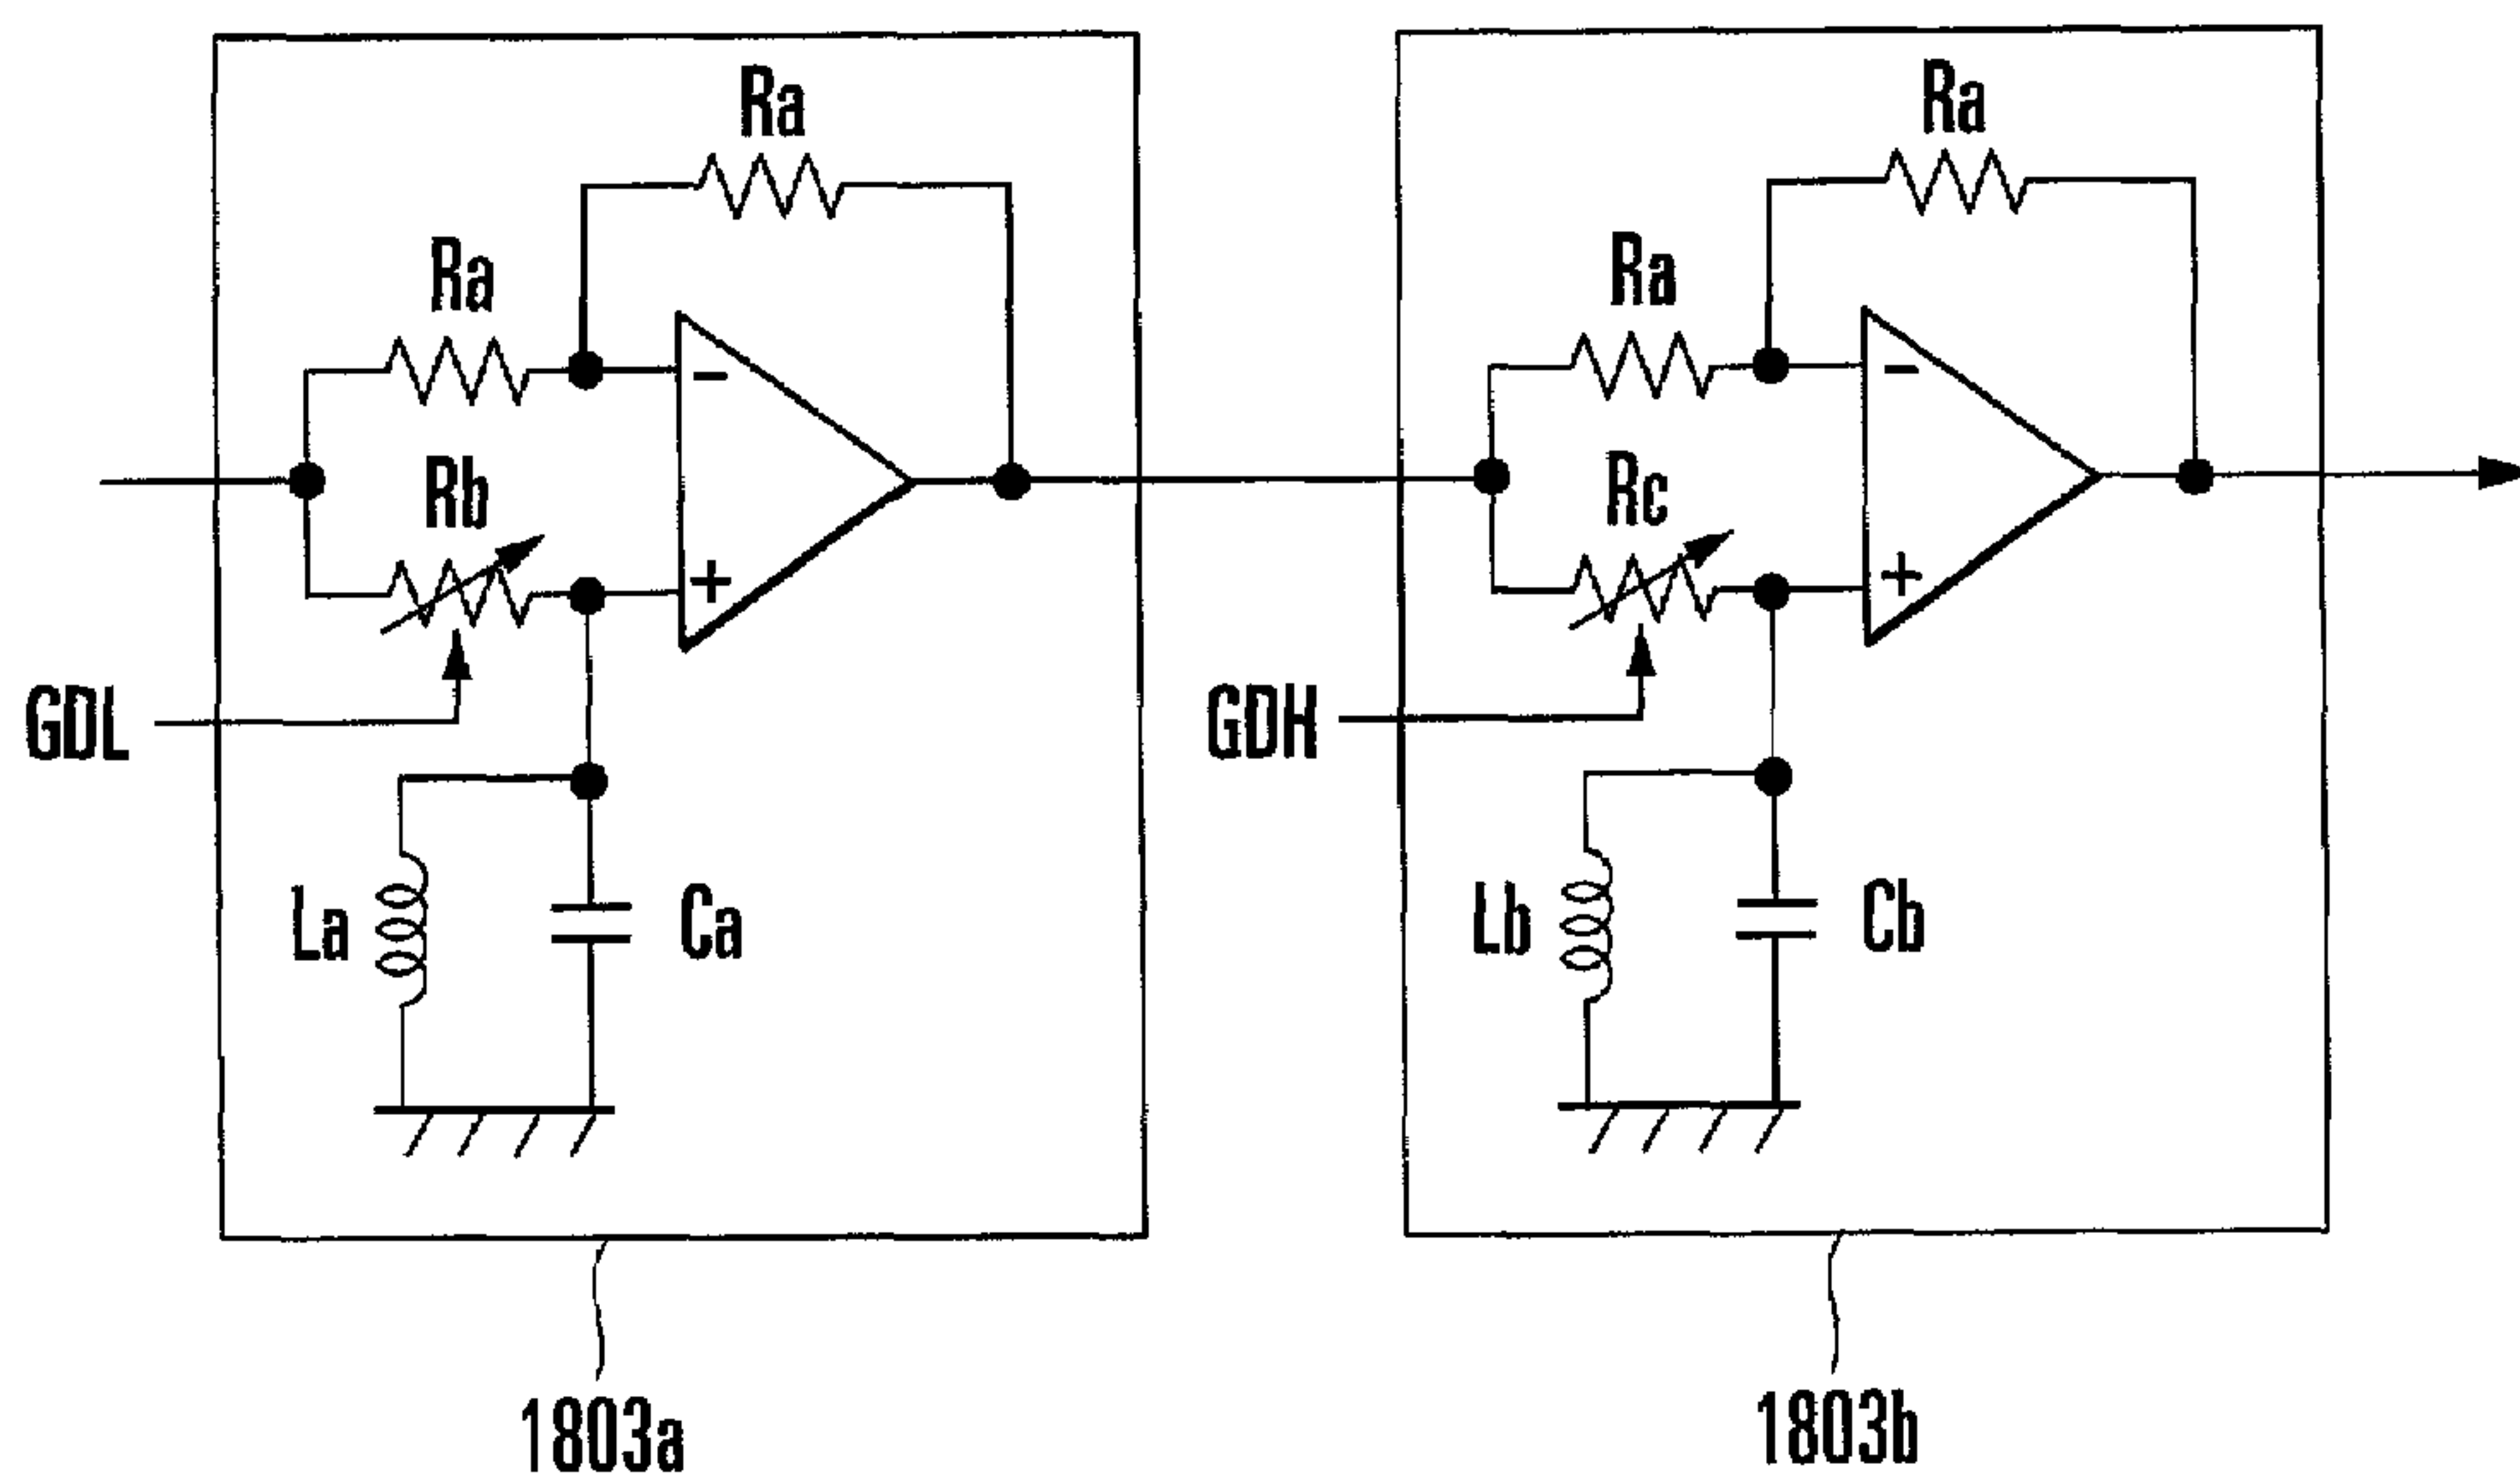 Ra
Ra
Ra
Ra
Rb
Rc
-
-
+
+
GDL
GDH
La
Ca
Lb
Cb
1803a
1803b